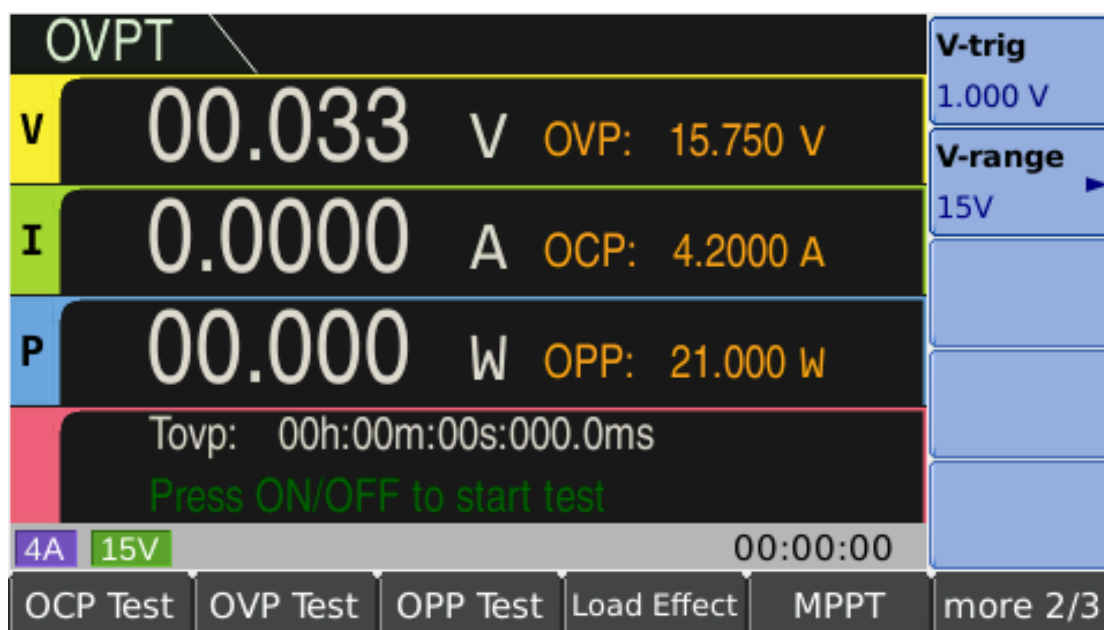 OVPT
V 00.033 V OVP: 15.750 V
I 0.0000 A OCP: 4.2000 A
P 00.000 W OPP: 21.000 W
Tovp: 00h:00m:00s:000.0ms
Press ON/OFF to start test
4A 15V 00:00:00
V-trig
1.000 V
V-range
15V
OCP Test OVP Test OPP Test Load Effect MPPT more 2/3